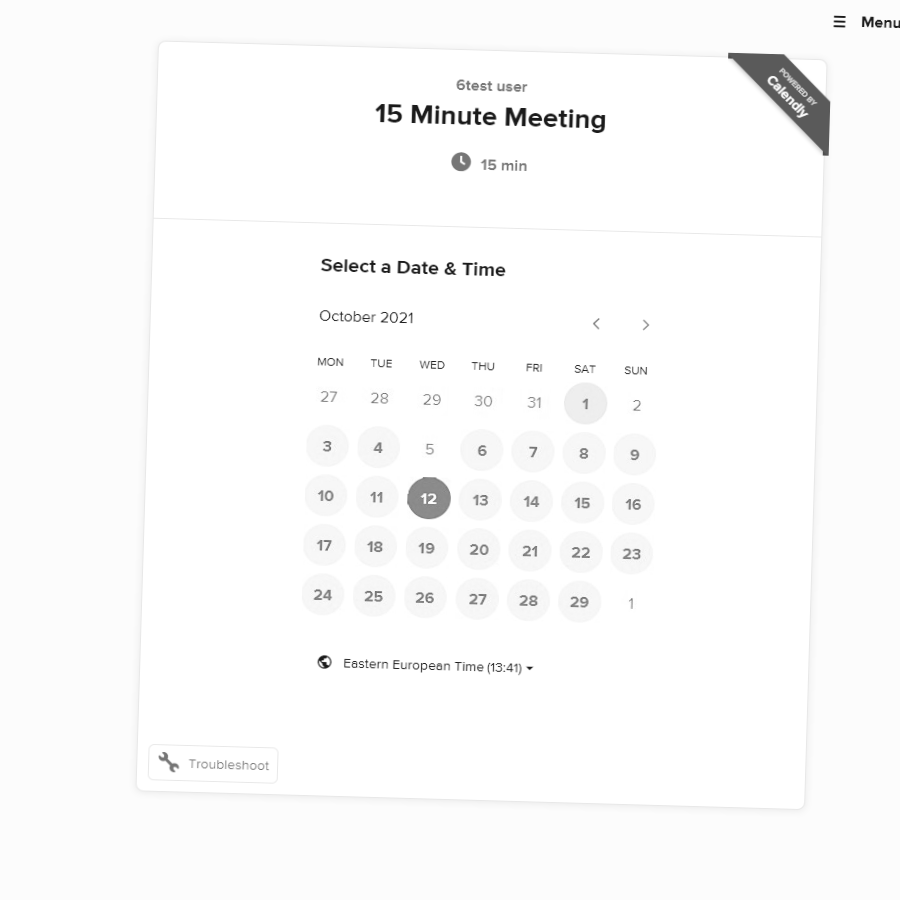 ☰ Menu
POWERED BY
Calendly
6test user
15 Minute Meeting
15 min
Select a Date & Time
October 2021
MON TUE WED THU FRI SAT SUN
27 28 29 30 31 1 2
3 4 5 6 7 8 9
10 11 12 13 14 15 16
17 18 19 20 21 22 23
24 25 26 27 28 29 1
Eastern European Time (13:41)
Troubleshoot